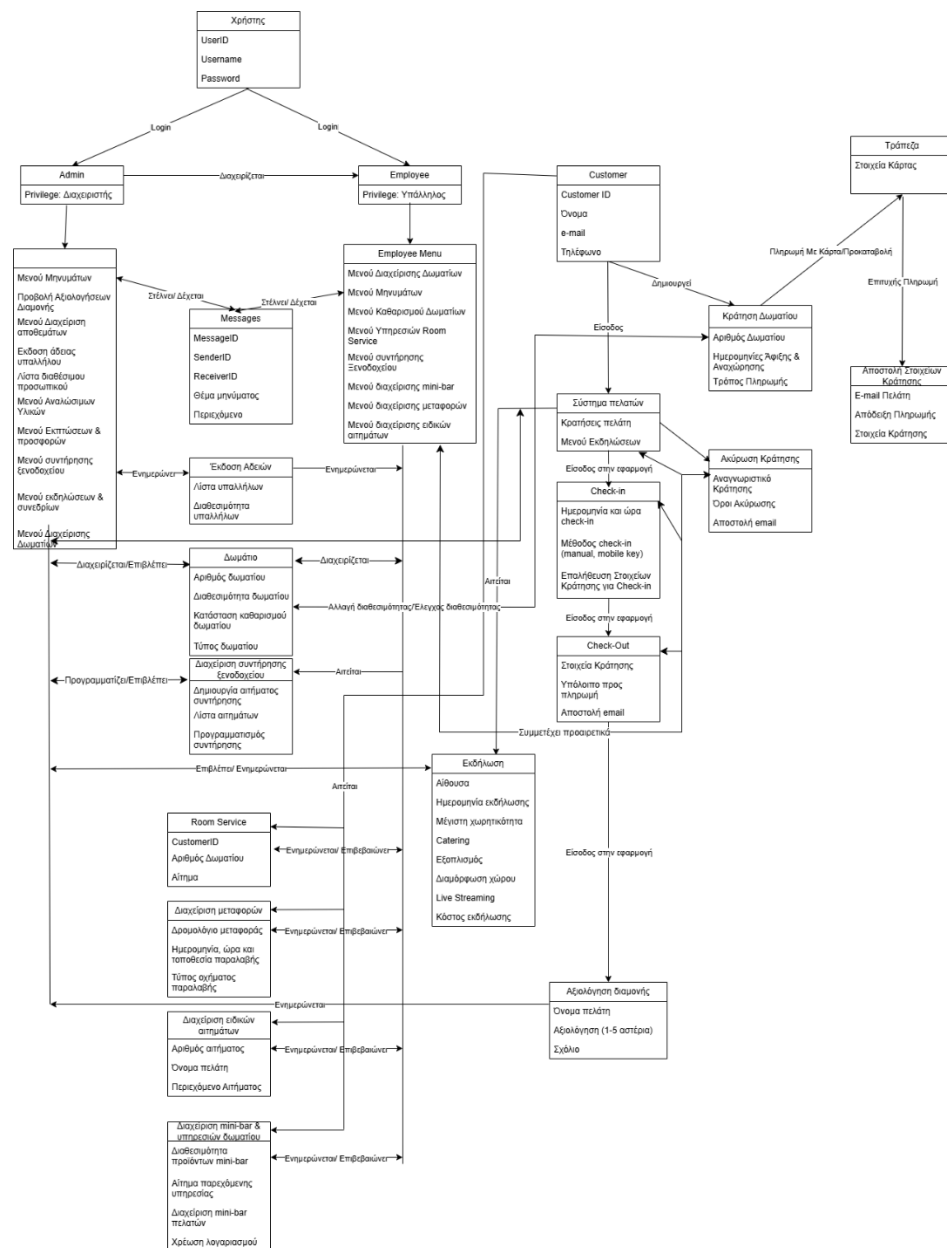 Χρήστης
UserID
Username
Password
Login
Login
Admin
Privilege: Διαχειριστής
Διαχειρίζεται
Employee
Privilege: Υπάλληλος
Customer
Customer ID
Όνομα
e-mail
Τηλέφωνο
Τράπεζα
Στοιχεία Κάρτας
Μενού Μηνυμάτων
Προβολή Αξιολογήσεων
Διαμονής
Μενού Διαχείριση
αποθεμάτων
Εκδοση άδειας
υπαλλήλου
Λίστα διαθέσιμου
προσωπικού
Μενού Αναλώσιμων
Υλικών
Μενού Εκπτώσεων &
προσφορών
Μενού συντήρησης
ξενοδοχείου
Μενού εκδηλώσεων &
συνεδρίων
Μενού Διαχείρισης
Δωματίων
Στέλνει/ Δέχεται
Στέλνει/ Δέχεται
Messages
MessageID
SenderID
ReceiverID
Θέμα μηνύματος
Περιεχόμενο
Employee Menu
Μενού Διαχείρισης Δωματίων
Μενού Μηνυμάτων
Μενού Καθαρισμού Δωματίων
Μενού Υπηρεσιών Room
Service
Μενού συντήρησης
Ξενοδοχείου
Μενού διαχείρισης mini-bar
Μενού διαχείρισης μεταφορών
Μενού διαχείρισης ειδικών
αιτημάτων
Δημιουργεί
Πληρωμή Με Κάρτα/Προκαταβολή
Επιτυχής Πληρωμή
Κράτηση Δωματίου
Αριθμός Δωματίου
Ημερομηνίες Άφιξης &
Αναχώρησης
Τρόπος Πληρωμής
Είσοδος
Αποστολή Στοιχείων
Κράτησης
E-mail Πελάτη
Απόδειξη Πληρωμής
Στοιχεία Κράτησης
Σύστημα πελατών
Κρατήσεις πελάτη
Μενού Εκδηλώσεων
Ακύρωση Κράτησης
Αναγνωριστικό
Κράτησης
Όροι Ακύρωσης
Αποστολή email
Ενημερώνει
Έκδοση Αδειών
Λίστα υπαλλήλων
Διαθεσιμότητα
υπαλλήλων
Ενημερώνεται
Είσοδος στην εφαρμογή
Check-in
Ημερομηνία και ώρα
check-in
Μέθοδος check-in
(manual, mobile key)
Επαλήθευση Στοιχείων
Κράτησης για Check-in
Αιτείται
Διαχειρίζεται/Επιβλέπει
Δωμάτιο
Αριθμός δωματίου
Διαθεσιμότητα δωματίου
Κατάσταση καθαρισμού
δωματίου
Τύπος δωματίου
Διαχειρίζεται
Αλλαγή διαθεσιμότητας/Ελεγχος διαθεσιμότητας
Είσοδος στην εφαρμογή
Check-Out
Στοιχεία Κράτησης
Υπόλοιπο προς
πληρωμή
Αποστολή email
Προγραμματίζει/Επιβλέπει
Διαχείριση συντήρησης
ξενοδοχείου
Δημιουργία αιτήματος
συντήρησης
Λίστα αιτημάτων
Προγραμματισμός
συντήρησης
Αιτείται
Συμμετέχει προαιρετικά
Επιβλέπει/ Ενημερώνεται
Αιτείται
Εκδήλωση
Αίθουσα
Ημερομηνία εκδήλωσης
Μέγιστη χωρητικάτητα
Catering
Εξοπλισμός
Διαμόρφωση χώρου
Live Streaming
Κόστος εκδήλωσης
Room Service
CustomerID
Αριθμός Δωματίου
Αίτημα
Ενημερώνεται/ Επιβεβαιώνει
Είσοδος στην εφαρμογή
Διαχείριση μεταφορών
Δρομολόγιο μεταφοράς
Ημερομηνία, ώρα και
τοποθεσία παραλαβής
Τύπος οχήματος
παραλαβής
Ενημερώνεται/ Επιβεβαιώνει
Αξιολόγηση διαμονής
Όνομα πελάτη
Αξιολόγηση (1-5 αστέρια)
Σχόλιο
Ενημερώνεται
Διαχείριση ειδικών
αιτημάτων
Αριθμός αιτήματος
Όνομα πελάτη
Περιεχόμενο Αιτήματος
Ενημερώνεται/ Επιβεβαιώνει
Διαχείριση mini-bar &
υπηρεσιών δωματίου
Διαθεσιμότητα
προϊόντων mini-bar
Αίτημα παρεχόμενης
υπηρεσίας
Διαχείριση mini-bar
πελατών
Χρέωση λογαριασμού
Ενημερώνεται/ Επιβεβαιώνει